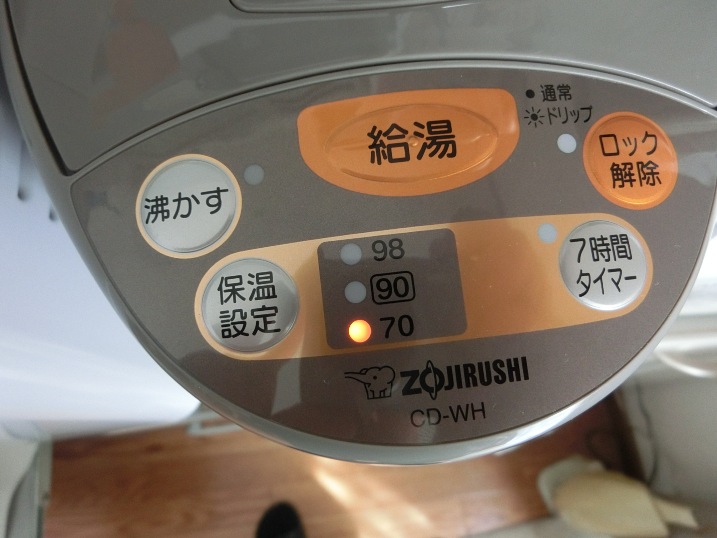 通常
ドリップ
給湯
ロック
解除
沸かす
7時間
タイマー
保温
設定
98
90
70
ZOJIRUSHI
CD-WH